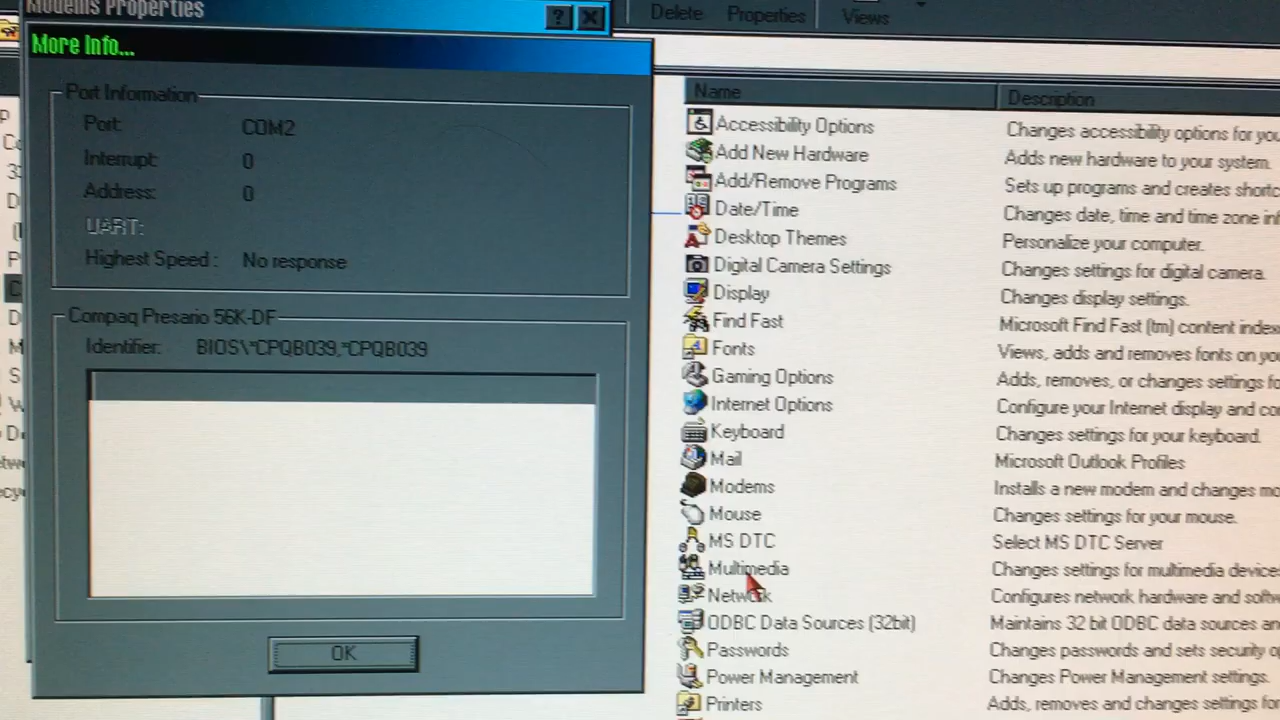 Modems Properties
Delete Properties Views
More Info...
Port Information
Port: COM2
Interrupt: 0
Address: 0
UART:
Highest Speed : No response
Compaq Presario 56K-DF
Identifier: BIOS\*CPQB039,*CPQB039
OK
Name Description
Accessibility Options Changes accessibility options for you
Add New Hardware Adds new hardware to your system.
Add/Remove Programs Sets up programs and creates shortc
Date/Time Changes date, time and time zone inf
Desktop Themes Personalize your computer.
Digital Camera Settings Changes settings for digital camera.
Display Changes display settings.
Find Fast Microsoft Find Fast (tm) content index
Fonts Views, adds and removes fonts on yo
Gaming Options Adds, removes, or changes settings fo
Internet Options Configure your Internet display and co
Keyboard Changes settings for your keyboard.
Mail Microsoft Outlook Profiles
Modems Installs a new modem and changes mo
Mouse Changes settings for your mouse.
MS DTC Select MS DTC Server
Multimedia Changes settings for multimedia devices
Network Configures network hardware and softw
ODBC Data Sources (32bit) Maintains 32 bit ODBC data sources an
Passwords Changes passwords and sets security o
Power Management Changes Power Management settings.
Printers Adds, removes and changes settings fo